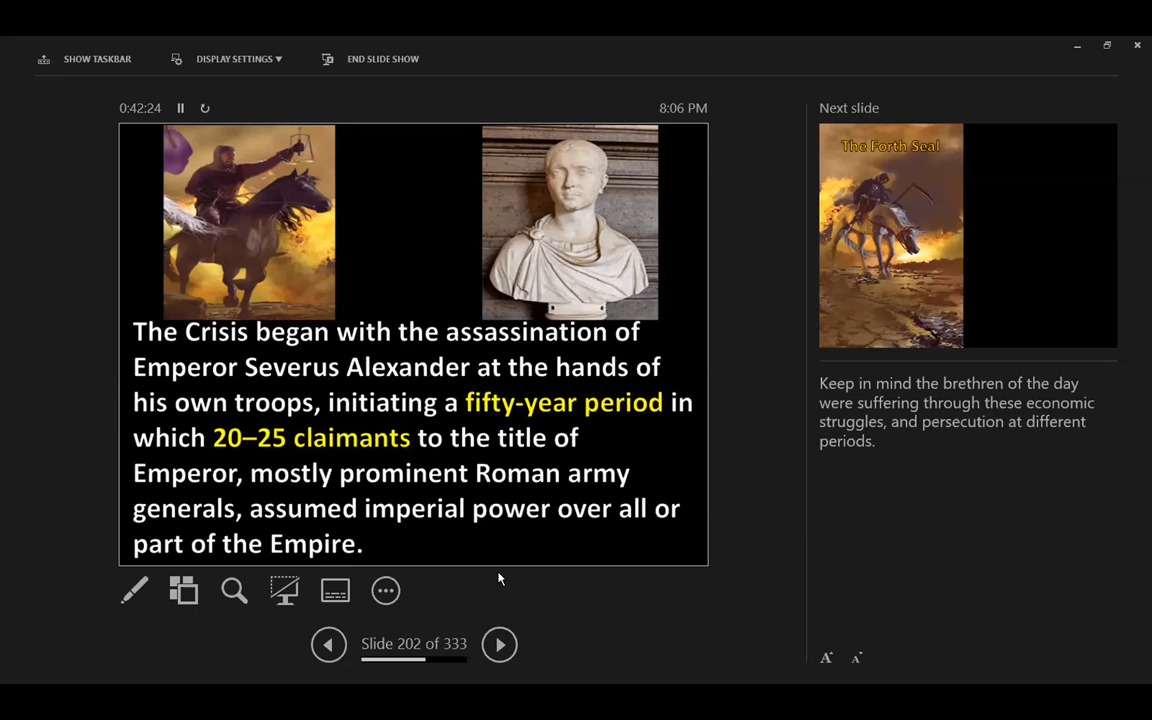 SHOW TASKBAR
DISPLAY SETTINGS ▼
END SLIDE SHOW
0:42:24
8:06 PM
The Crisis began with the assassination of
Emperor Severus Alexander at the hands of
his own troops, initiating a fifty-year period in
which 20–25 claimants to the title of
Emperor, mostly prominent Roman army
generals, assumed imperial power over all or
part of the Empire.
Slide 202 of 333
Next slide
The Forth Seal
Keep in mind the brethren of the day
were suffering through these economic
struggles, and persecution at different
periods.
A A